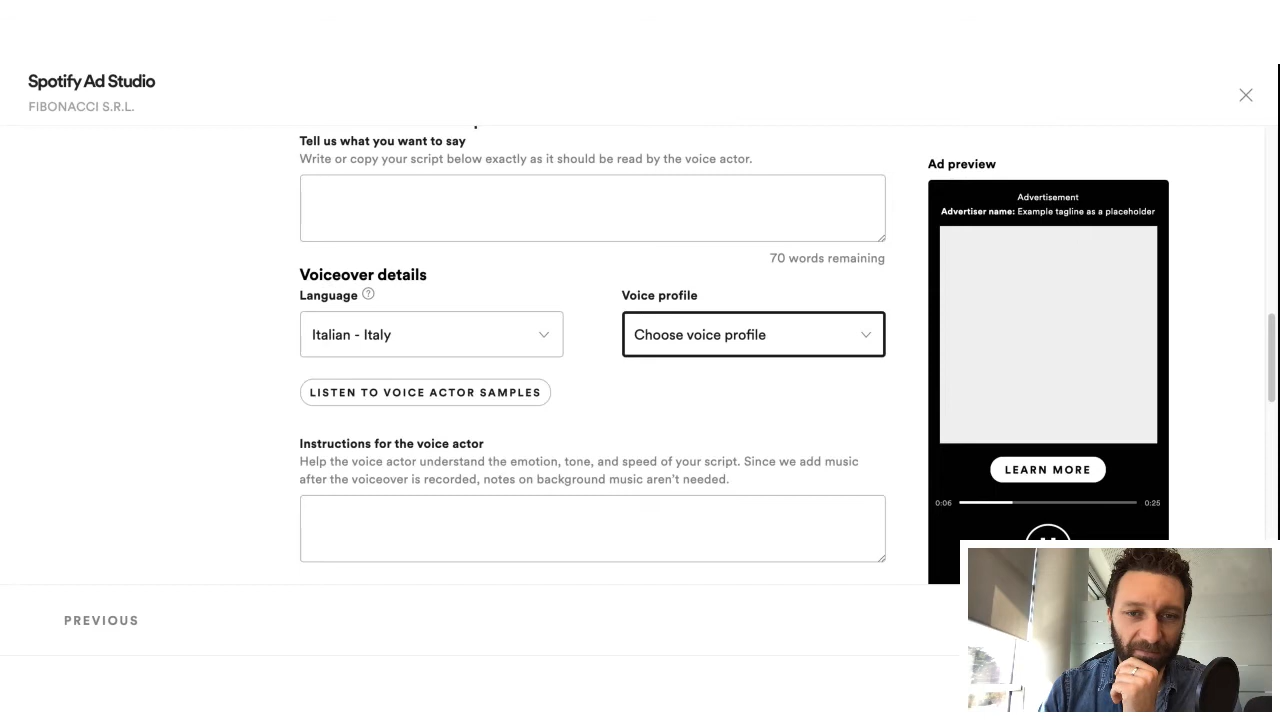 Spotify Ad Studio
FIBONACCI S.R.L.
Tell us what you want to say
Write or copy your script below exactly as it should be read by the voice actor.
70 words remaining
Voiceover details
Language
Voice profile
Italian - Italy
Choose voice profile
LISTEN TO VOICE ACTOR SAMPLES
Instructions for the voice actor
Help the voice actor understand the emotion, tone, and speed of your script. Since we add music
after the voiceover is recorded, notes on background music aren't needed.
Ad preview
Advertisement
Advertiser name: Example tagline as a placeholder
LEARN MORE
0:06
0:25
PREVIOUS